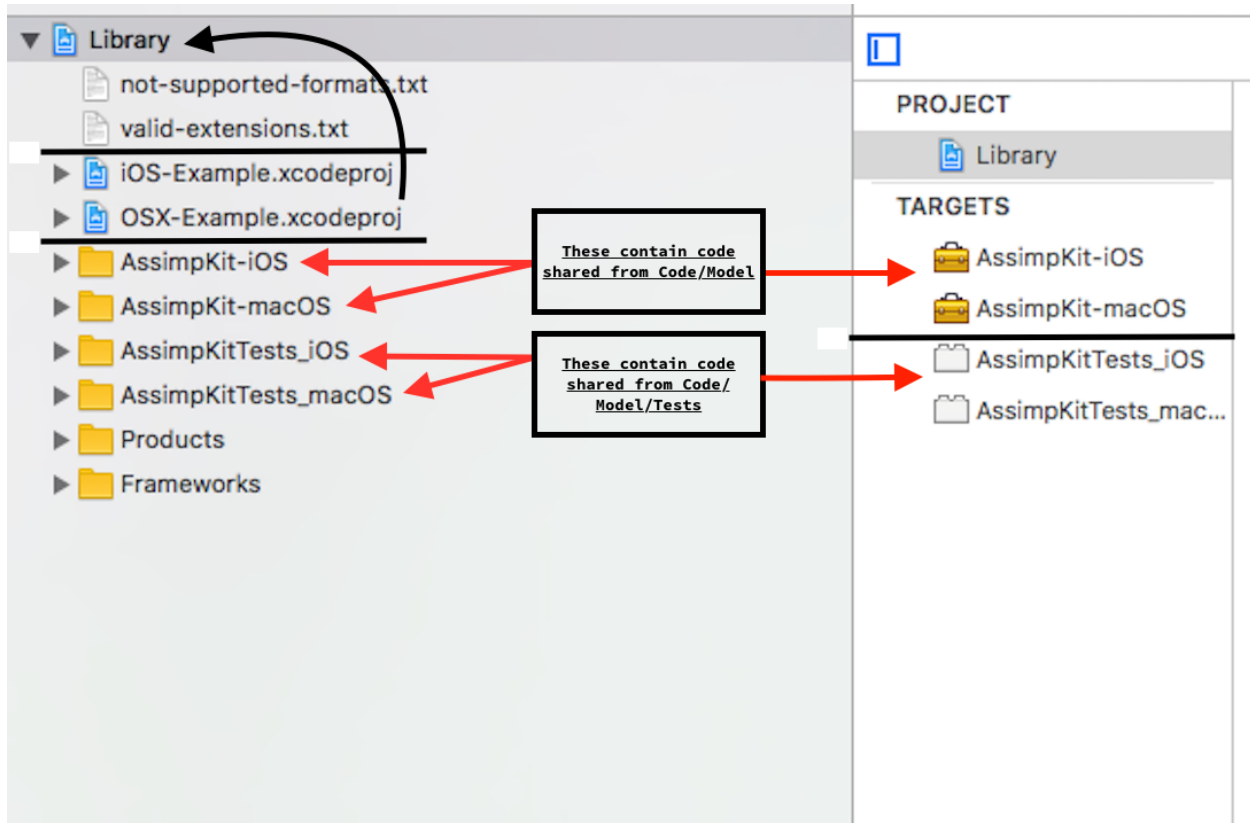 Library
not-supported-formats.txt
valid-extensions.txt
iOS-Example.xcodeproj
OSX-Example.xcodeproj
AssimpKit-iOS
AssimpKit-macOS
AssimpKitTests_iOS
AssimpKitTests_macOS
Products
Frameworks
These contain code
shared from Code/Model
These contain code
shared from Code/
Model/Tests
PROJECT
Library
TARGETS
AssimpKit-iOS
AssimpKit-macOS
AssimpKitTests_iOS
AssimpKitTests_mac...